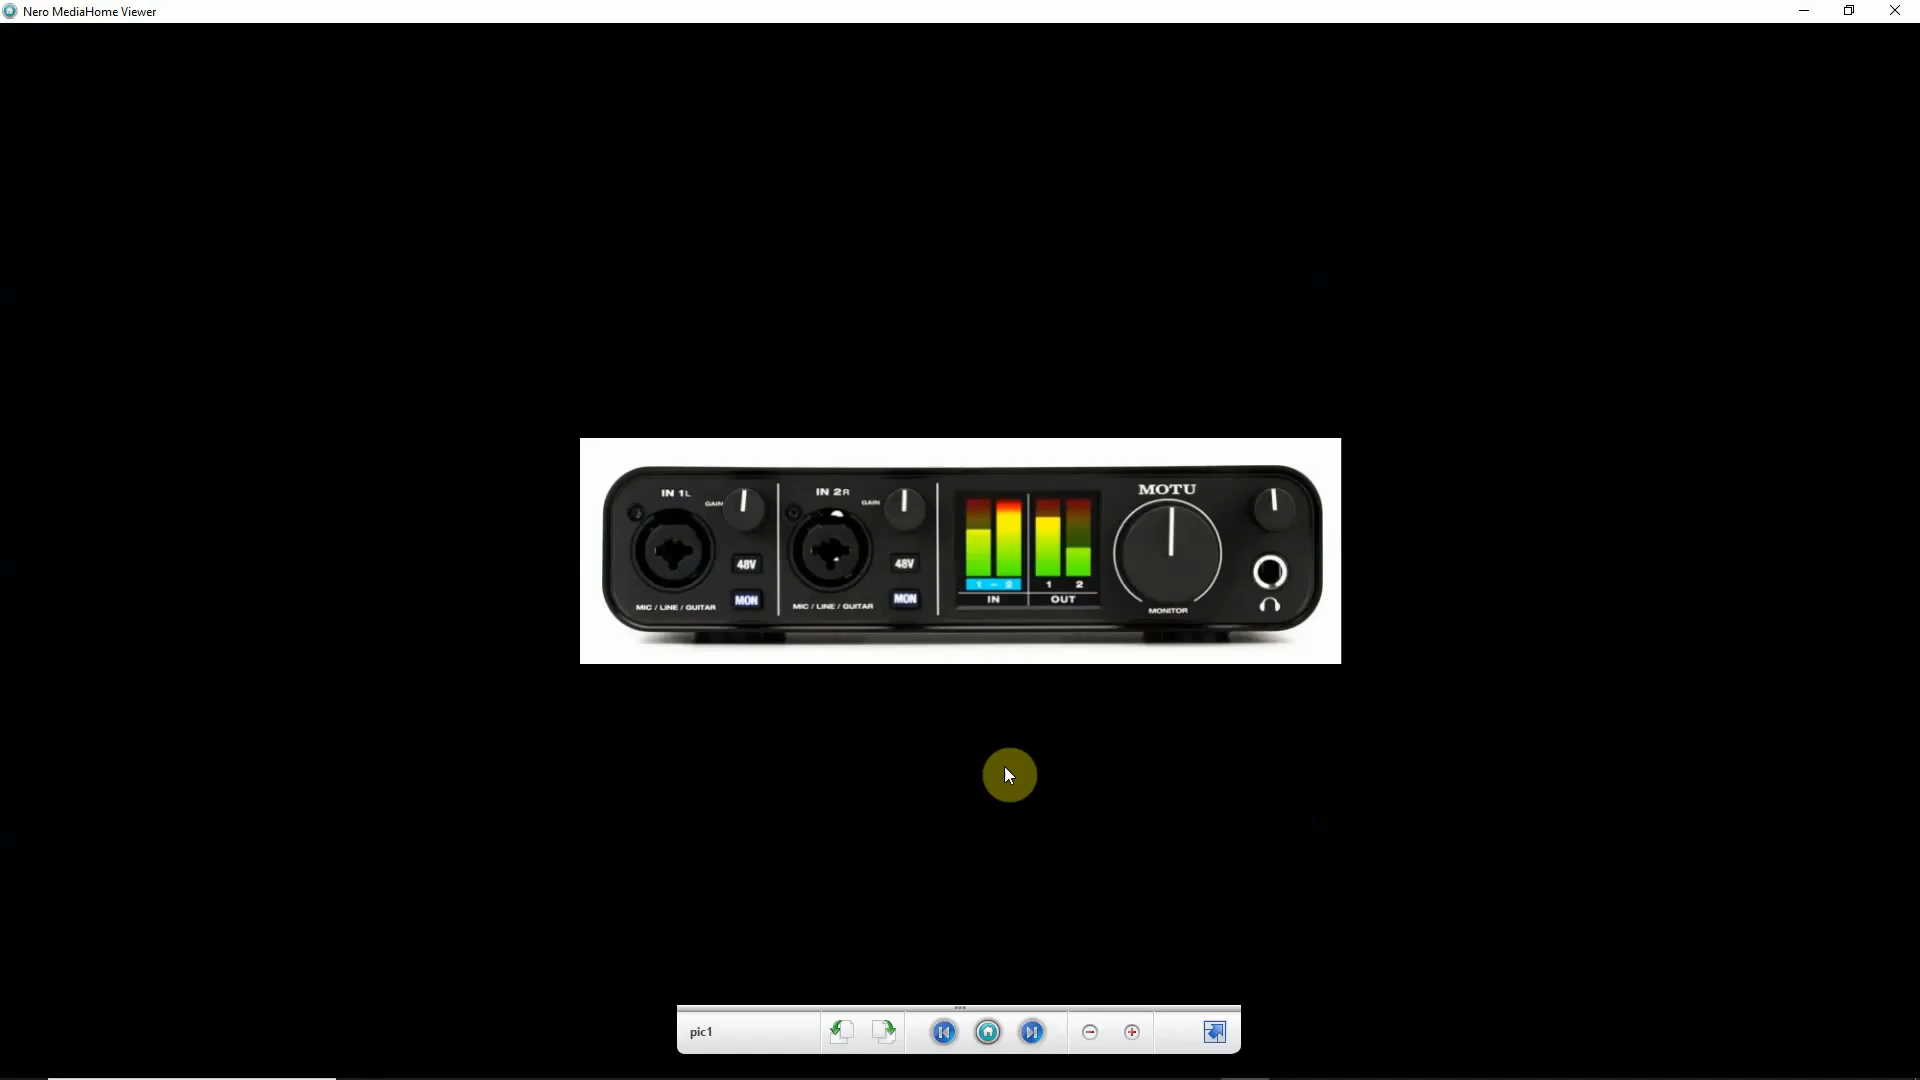 Nero MediaHome Viewer
IN 1L
GAIN
48V
MON
MIC / LINE / GUITAR
IN 2R
GAIN
48V
MON
MIC / LINE / GUITAR
1 - 2
IN
1 2
OUT
MOTU
MONITOR
pic1